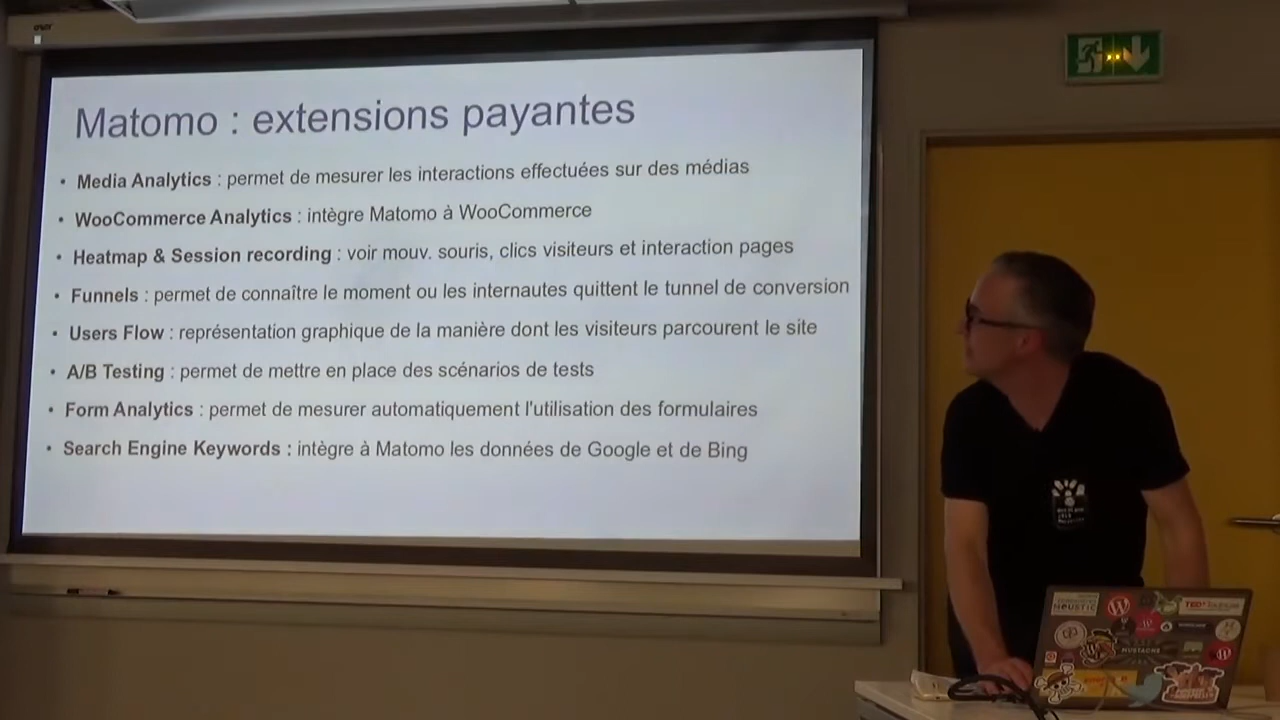 Matomo : extensions payantes
• Media Analytics : permet de mesurer les interactions effectuées sur des médias
• WooCommerce Analytics : intègre Matomo à WooCommerce
• Heatmap & Session recording : voir mouv. souris, clics visiteurs et interaction pages
• Funnels : permet de connaître le moment ou les internautes quittent le tunnel de conversion
• Users Flow : représentation graphique de la manière dont les visiteurs parcourent le site
• A/B Testing : permet de mettre en place des scénarios de tests
• Form Analytics : permet de mesurer automatiquement l'utilisation des formulaires
• Search Engine Keywords : intègre à Matomo les données de Google et de Bing
NEUSTIC
TEDx
MUSTACHE